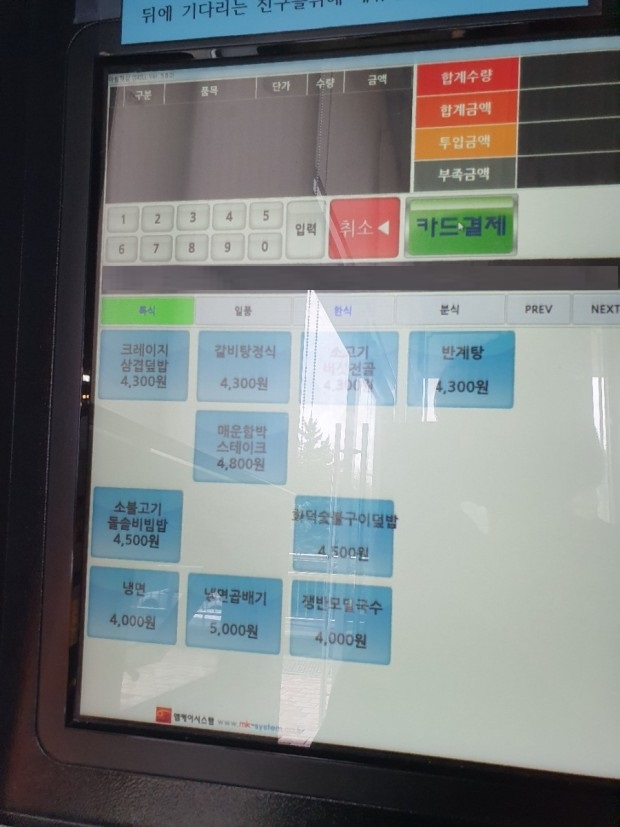 뒤에 기다리는 친구들위해
구분 품목 단가 수량 금액
합계수량
합계금액
투입금액
부족금액
1 2 3 4 5
6 7 8 9 0
입력
취소◀
카드결제
특식 일품 한식 분식 PREV NEXT
크레이지
삼겹덮밥
4,300원
갈비탕정식
4,300원
소고기
버섯전골
4,300원
반계탕
4,300원
매운함박
스테이크
4,800원
소불고기
돌솥비빔밥
4,500원
화덕숯불구이덮밥
4,500원
냉면
4,000원
냉면곱배기
5,000원
쟁반모밀국수
4,000원
엠케이시스템 www.mk-system.co.kr